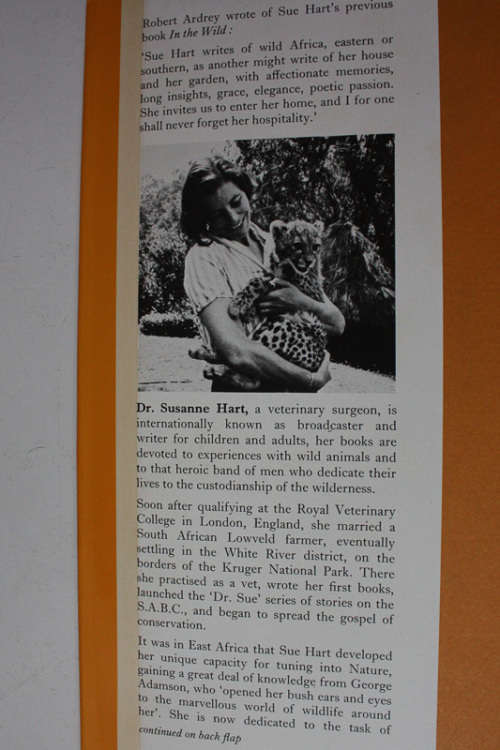 Robert Ardrey wrote of Sue Hart's previous
book In the Wild :
'Sue Hart writes of wild Africa, eastern or
southern, as another might write of her house
and her garden, with affectionate memories,
long insights, grace, elegance, poetic passion.
She invites us to enter her home, and I for one
shall never forget her hospitality.'
Dr. Susanne Hart, a veterinary surgeon, is
internationally known as broadcaster and
writer for children and adults, her books are
devoted to experiences with wild animals and
to that heroic band of men who dedicate their
lives to the custodianship of the wilderness.
Soon after qualifying at the Royal Veterinary
College in London, England, she married a
South African Lowveld farmer, eventually
settling in the White River district, on the
borders of the Kruger National Park. There
she practised as a vet, wrote her first books,
launched the 'Dr. Sue' series of stories on the
S.A.B.C., and began to spread the gospel of
conservation.
It was in East Africa that Sue Hart developed
her unique capacity for tuning into Nature,
gaining a great deal of knowledge from George
Adamson, who 'opened her bush ears and eyes
to the marvellous world of wildlife around
her'. She is now dedicated to the task of
continued on back flap